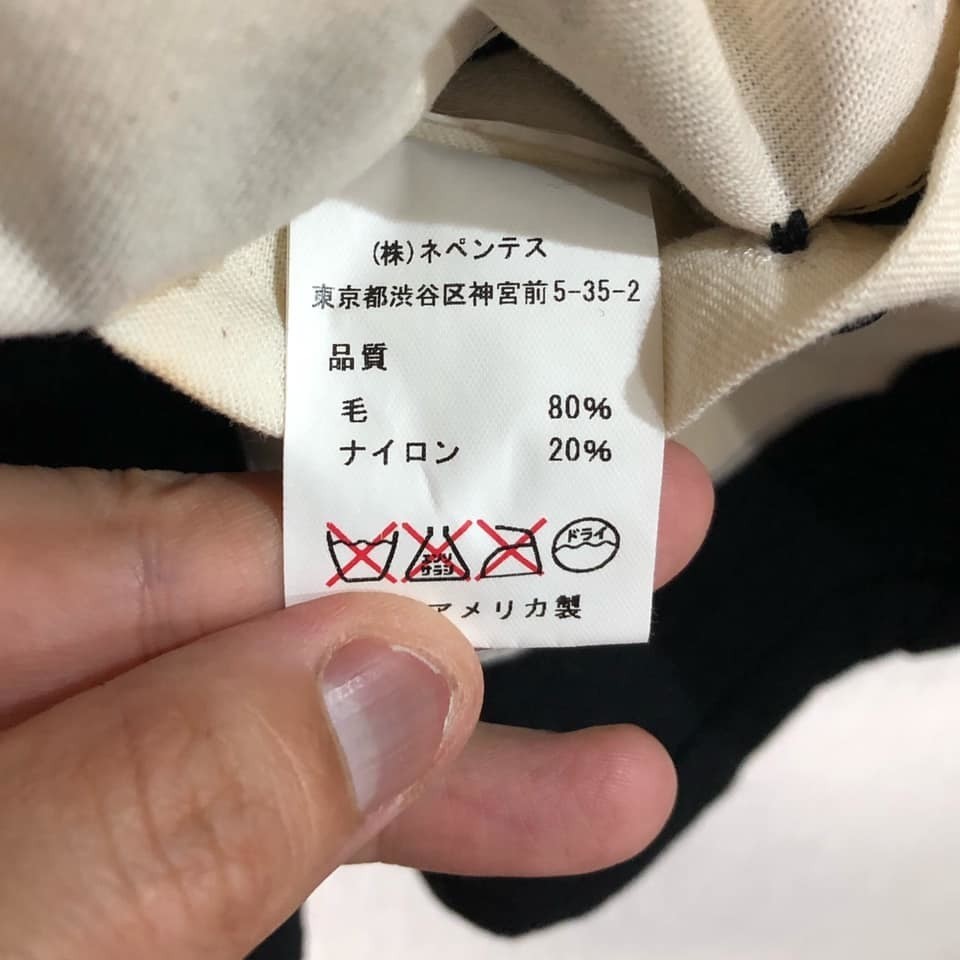 (株)ネペンテス
東京都渋谷区神宮前5-35-2
品質
毛 80%
ナイロン 20%
エンソ サラシ ドライ
アメリカ製